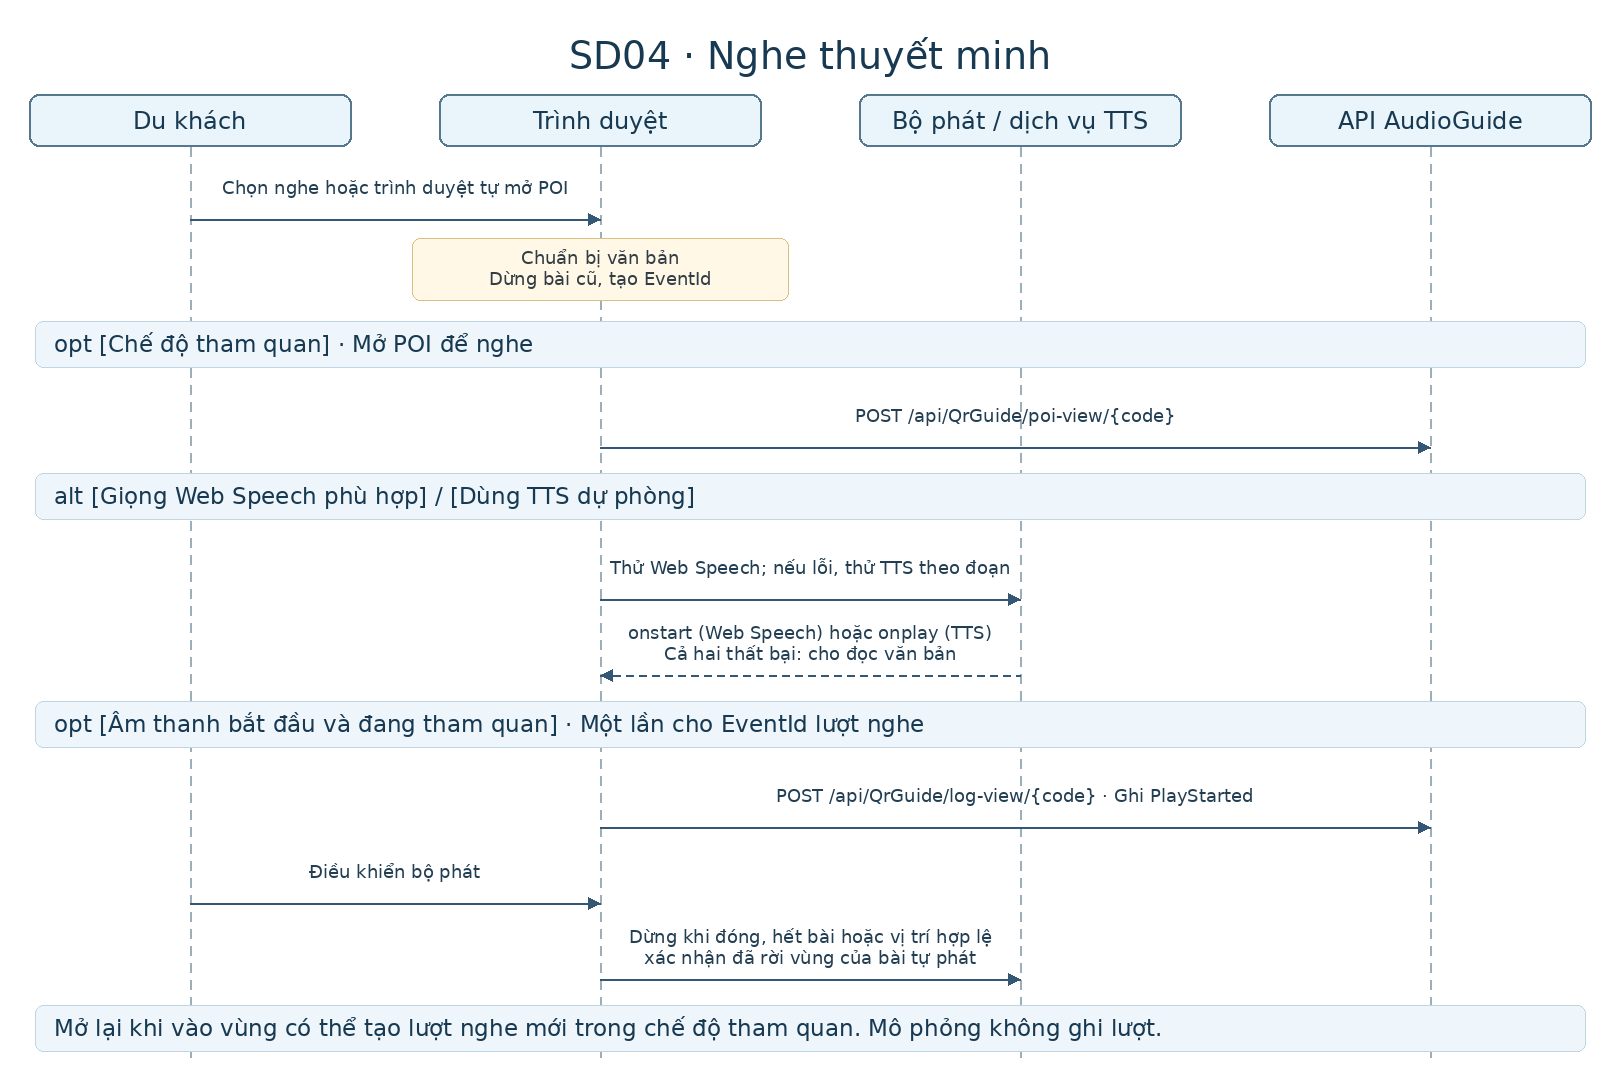 SD04 · Nghe thuyết minh
Du khách
Trình duyệt
Bộ phát / dịch vụ TTS
API AudioGuide
Chọn nghe hoặc trình duyệt tự mở POI
Chuẩn bị văn bản
Dừng bài cũ, tạo EventId
opt [Chế độ tham quan] · Mở POI để nghe
POST /api/QrGuide/poi-view/{code}
alt [Giọng Web Speech phù hợp] / [Dùng TTS dự phòng]
Thử Web Speech; nếu lỗi, thử TTS theo đoạn
onstart (Web Speech) hoặc onplay (TTS)
Cả hai thất bại: cho đọc văn bản
opt [Âm thanh bắt đầu và đang tham quan] · Một lần cho EventId lượt nghe
POST /api/QrGuide/log-view/{code} · Ghi PlayStarted
Điều khiển bộ phát
Dừng khi đóng, hết bài hoặc vị trí hợp lệ
xác nhận đã rời vùng của bài tự phát
Mở lại khi vào vùng có thể tạo lượt nghe mới trong chế độ tham quan. Mô phỏng không ghi lượt.